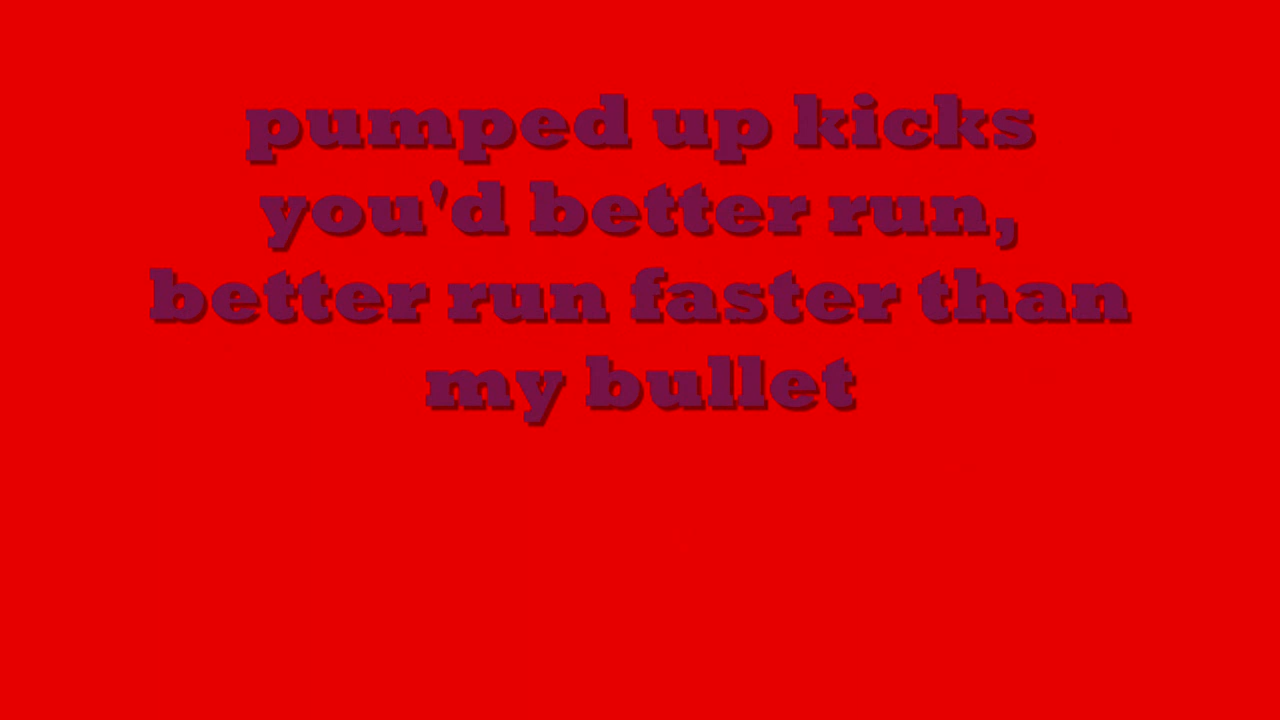 pumped up kicks
you'd better run,
better run faster than
my bullet